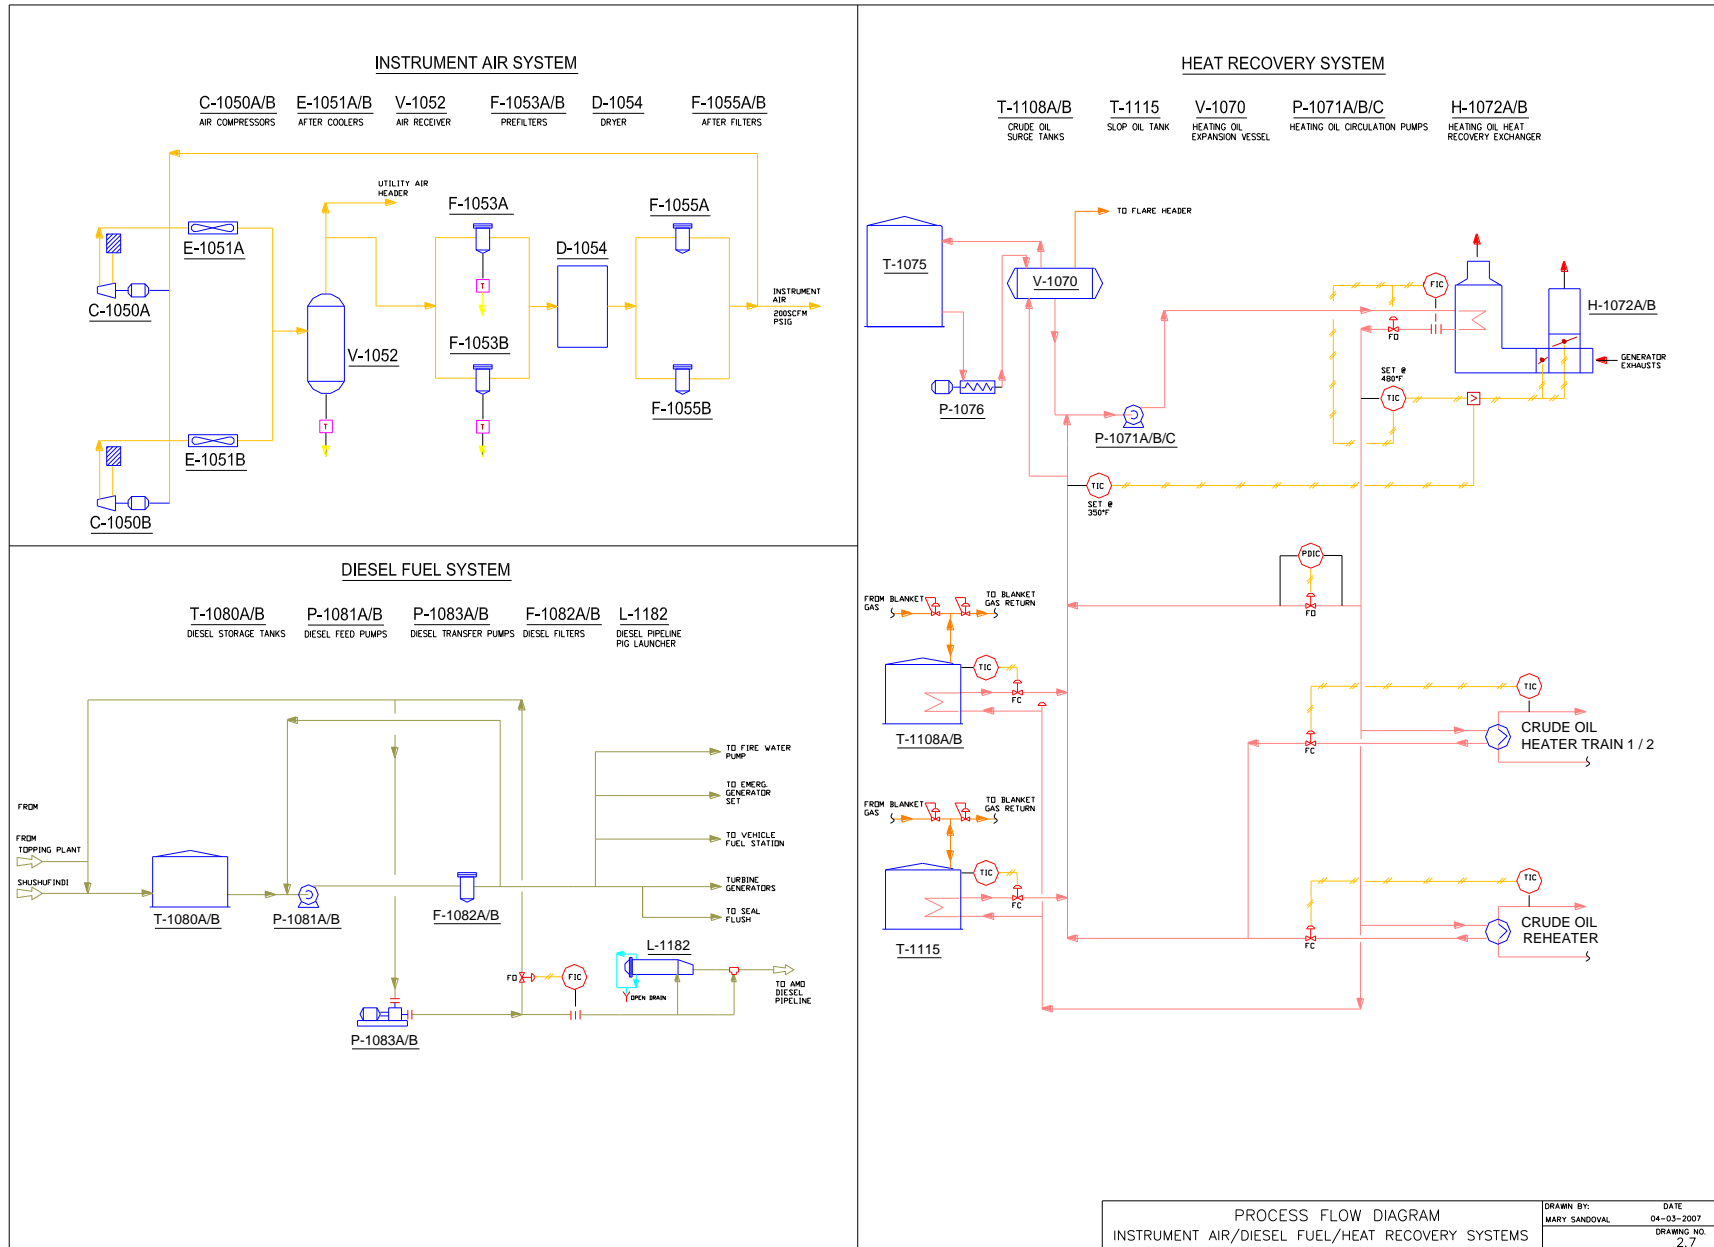 INSTRUMENT AIR SYSTEM
C-1050A/B E-1051A/B V-1052 F-1053A/B D-1054 F-1055A/B
AIR COMPRESSORS AFTER COOLERS AIR RECEIVER PREFILTERS DRYER AFTER FILTERS
UTILITY AIR
HEADER
F-1053A
F-1055A
E-1051A
D-1054
C-1050A
T
INSTRUMENT
AIR
200SCFM
PSIG
F-1053B
V-1052
F-1055B
T
T
E-1051B
C-1050B
DIESEL FUEL SYSTEM
T-1080A/B P-1081A/B P-1083A/B F-1082A/B L-1182
DIESEL STORAGE TANKS DIESEL FEED PUMPS DIESEL TRANSFER PUMPS DIESEL FILTERS DIESEL PIPELINE
PIG LAUNCHER
TO FIRE WATER
PUMP
TO EMERG.
GENERATOR
SET
FROM
FROM
TOPPING PLANT
TO VEHICLE
FUEL STATION
SHUSHUFINDI
TURBINE
GENERATORS
T-1080A/B
P-1081A/B
F-1082A/B
TO SEAL
FLUSH
L-1182
FO
FIC
OPEN DRAIN
TO AMO
DIESEL
PIPELINE
P-1083A/B
HEAT RECOVERY SYSTEM
T-1108A/B T-1115 V-1070 P-1071A/B/C H-1072A/B
CRUDE OIL
SURGE TANKS
SLOP OIL TANK
HEATING OIL
EXPANSION VESSEL
HEATING OIL CIRCULATION PUMPS
HEATING OIL HEAT
RECOVERY EXCHANGER
TO FLARE HEADER
T-1075
V-1070
FIC
H-1072A/B
FO
GENERATOR
EXHAUSTS
SET @
480°F
TIC
>
P-1076
P-1071A/B/C
TIC
SET @
350°F
PDIC
FO
FROM BLANKET
GAS
TO BLANKET
GAS RETURN
TIC
FC
T-1108A/B
TIC
FC
CRUDE OIL
HEATER TRAIN 1 / 2
FROM BLANKET
GAS
TO BLANKET
GAS RETURN
TIC
FC
T-1115
TIC
FC
CRUDE OIL
REHEATER
PROCESS FLOW DIAGRAM
INSTRUMENT AIR/DIESEL FUEL/HEAT RECOVERY SYSTEMS
DRAWN BY: DATE
MARY SANDOVAL 04-03-2007
DRAWING NO.
2.7